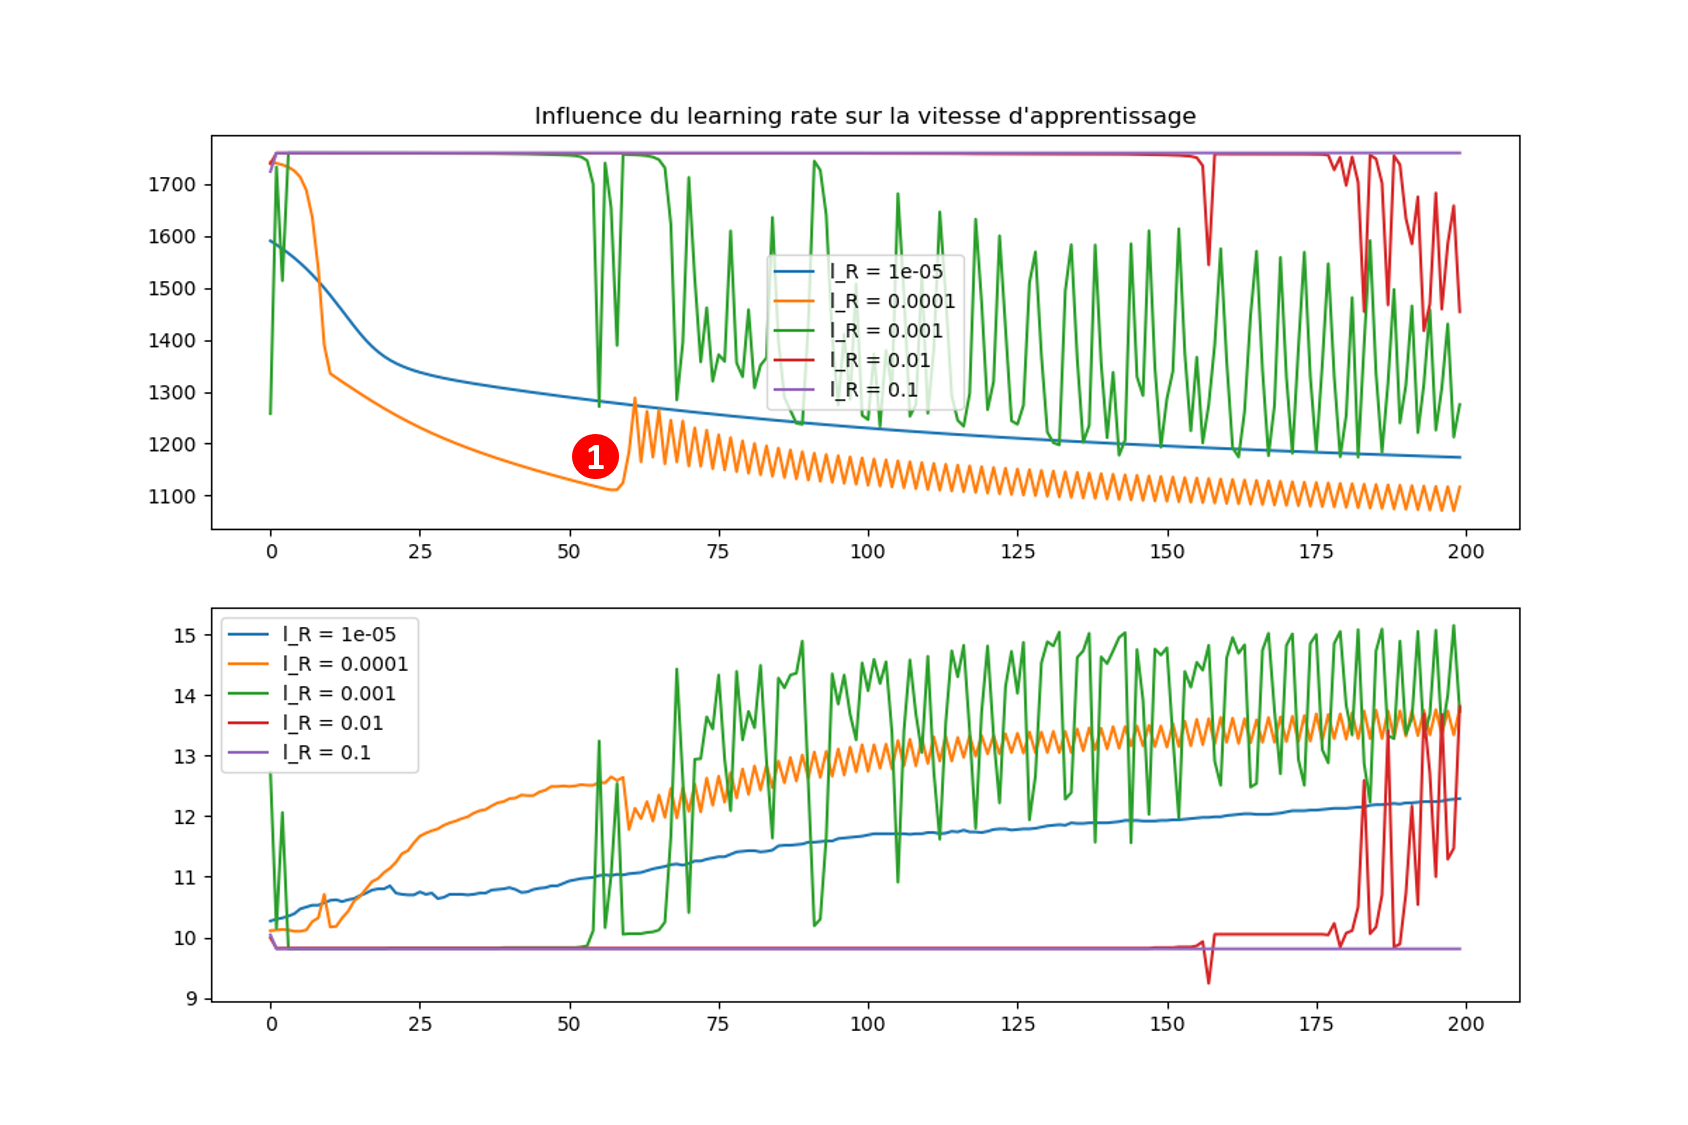 Influence du learning rate sur la vitesse d'apprentissage
1700
1600
1500
1400
1300
1200
1100
l_R = 1e-05
l_R = 0.0001
l_R = 0.001
l_R = 0.01
l_R = 0.1
1
0 25 50 75 100 125 150 175 200
15
14
13
12
11
10
9
l_R = 1e-05
l_R = 0.0001
l_R = 0.001
l_R = 0.01
l_R = 0.1
0 25 50 75 100 125 150 175 200